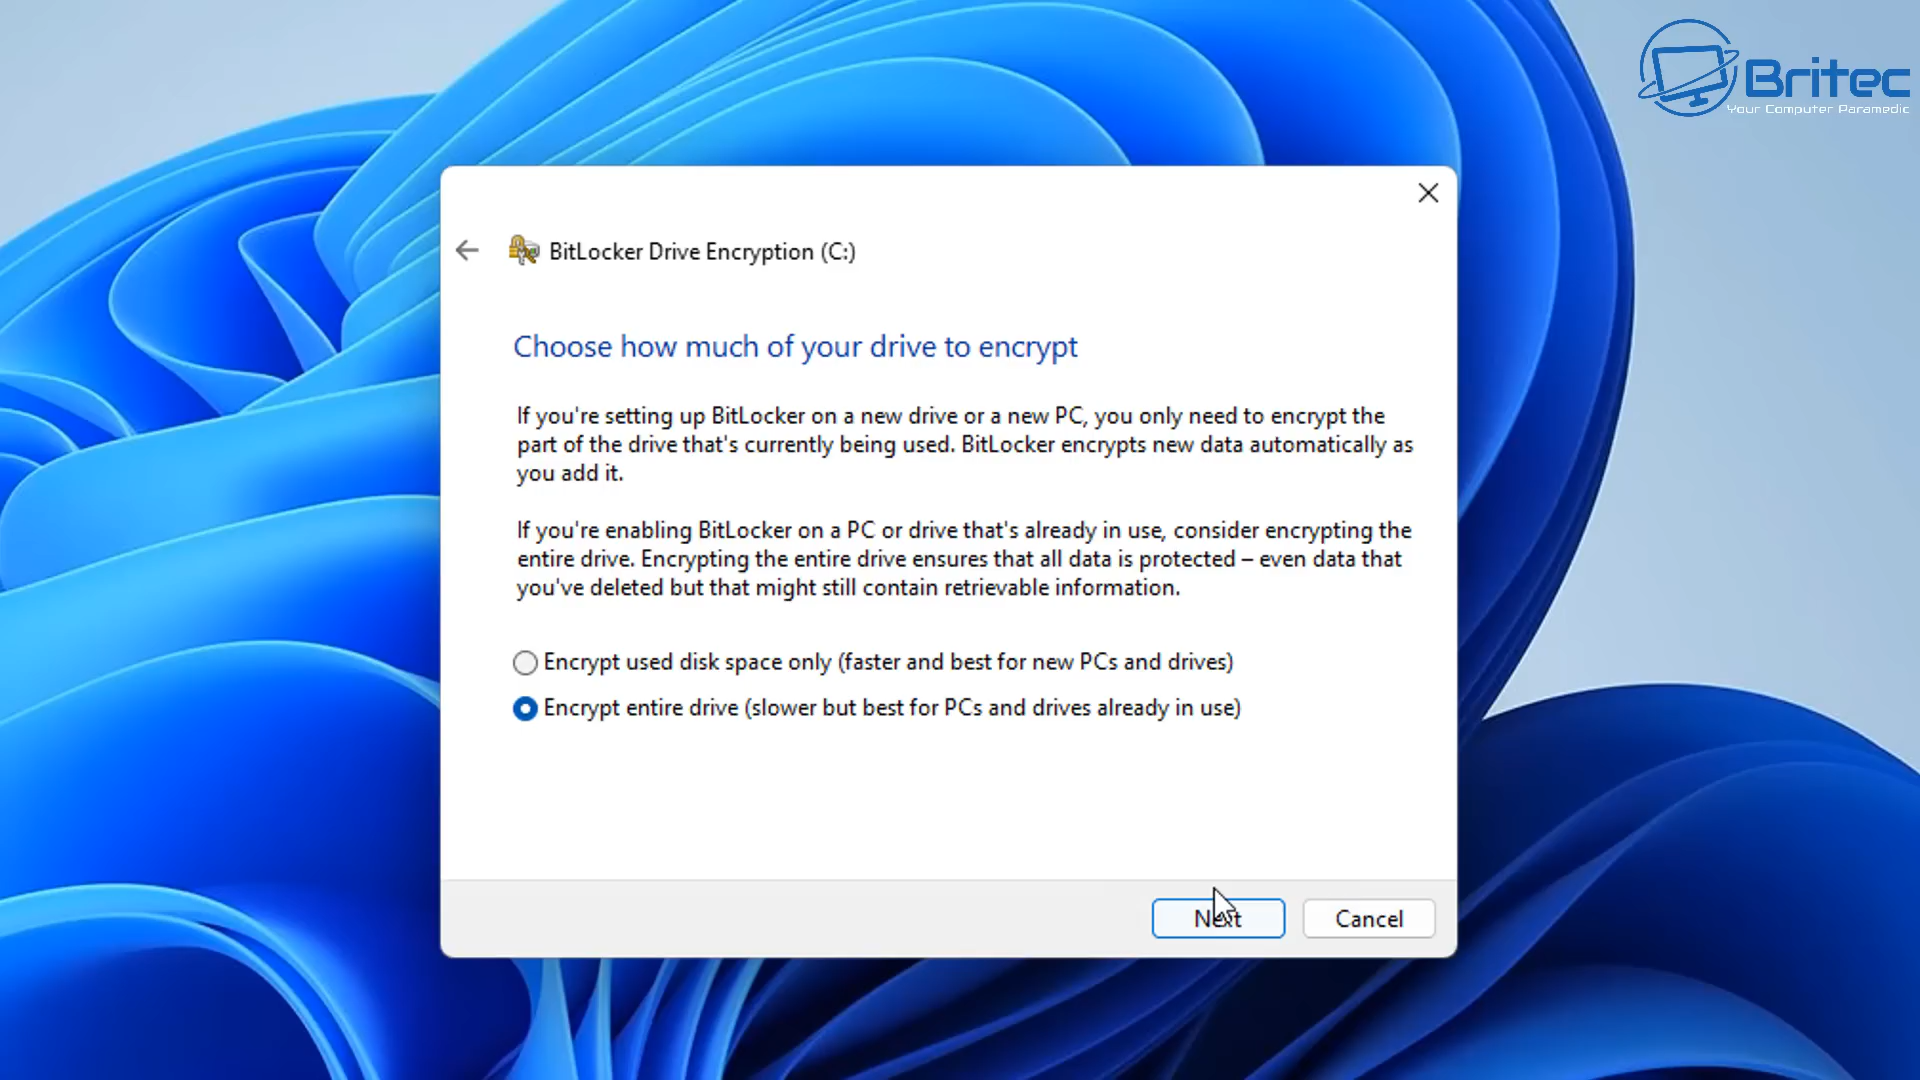 Britec
Your Computer Paramedic
BitLocker Drive Encryption (C:)
Choose how much of your drive to encrypt
If you're setting up BitLocker on a new drive or a new PC, you only need to encrypt the
part of the drive that's currently being used. BitLocker encrypts new data automatically as
you add it.
If you're enabling BitLocker on a PC or drive that's already in use, consider encrypting the
entire drive. Encrypting the entire drive ensures that all data is protected – even data that
you've deleted but that might still contain retrievable information.
Encrypt used disk space only (faster and best for new PCs and drives)
Encrypt entire drive (slower but best for PCs and drives already in use)
Next
Cancel